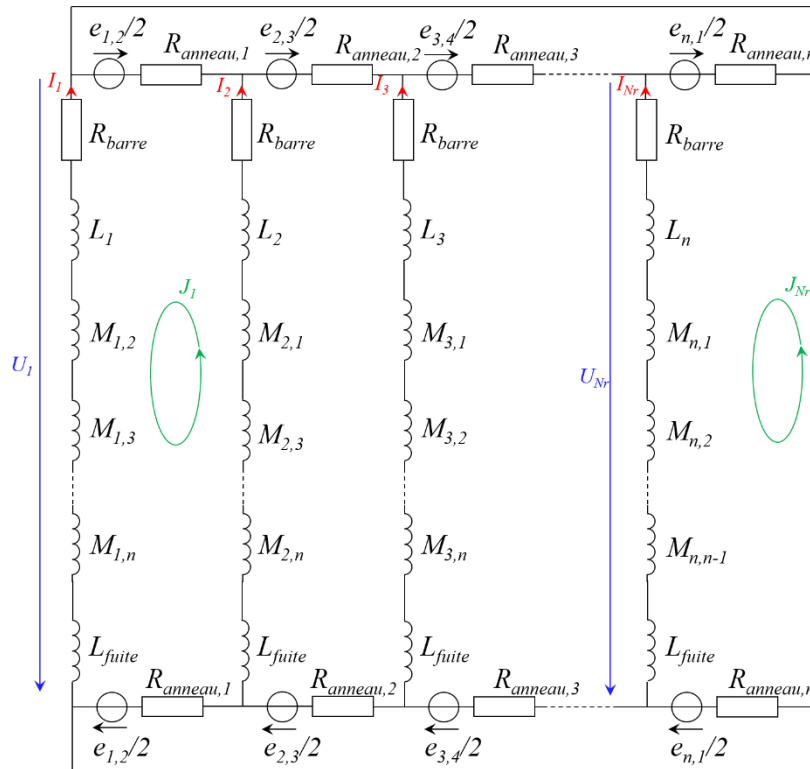 e1,2/2 e2,3/2 e3,4/2 en,1/2
Ranneau,1 Ranneau,2 Ranneau,3 Ranneau,n
I1 I2 I3 INr
Rbarre Rbarre Rbarre Rbarre
L1 L2 L3 Ln
J1 JNr
M1,2 M2,1 M3,1 Mn,1
U1 UNr
M1,3 M2,3 M3,2 Mn,2
M1,n M2,n M3,n Mn,n-1
Lfuite Lfuite Lfuite Lfuite
Ranneau,1 Ranneau,2 Ranneau,3 Ranneau,n
e1,2/2 e2,3/2 e3,4/2 en,1/2